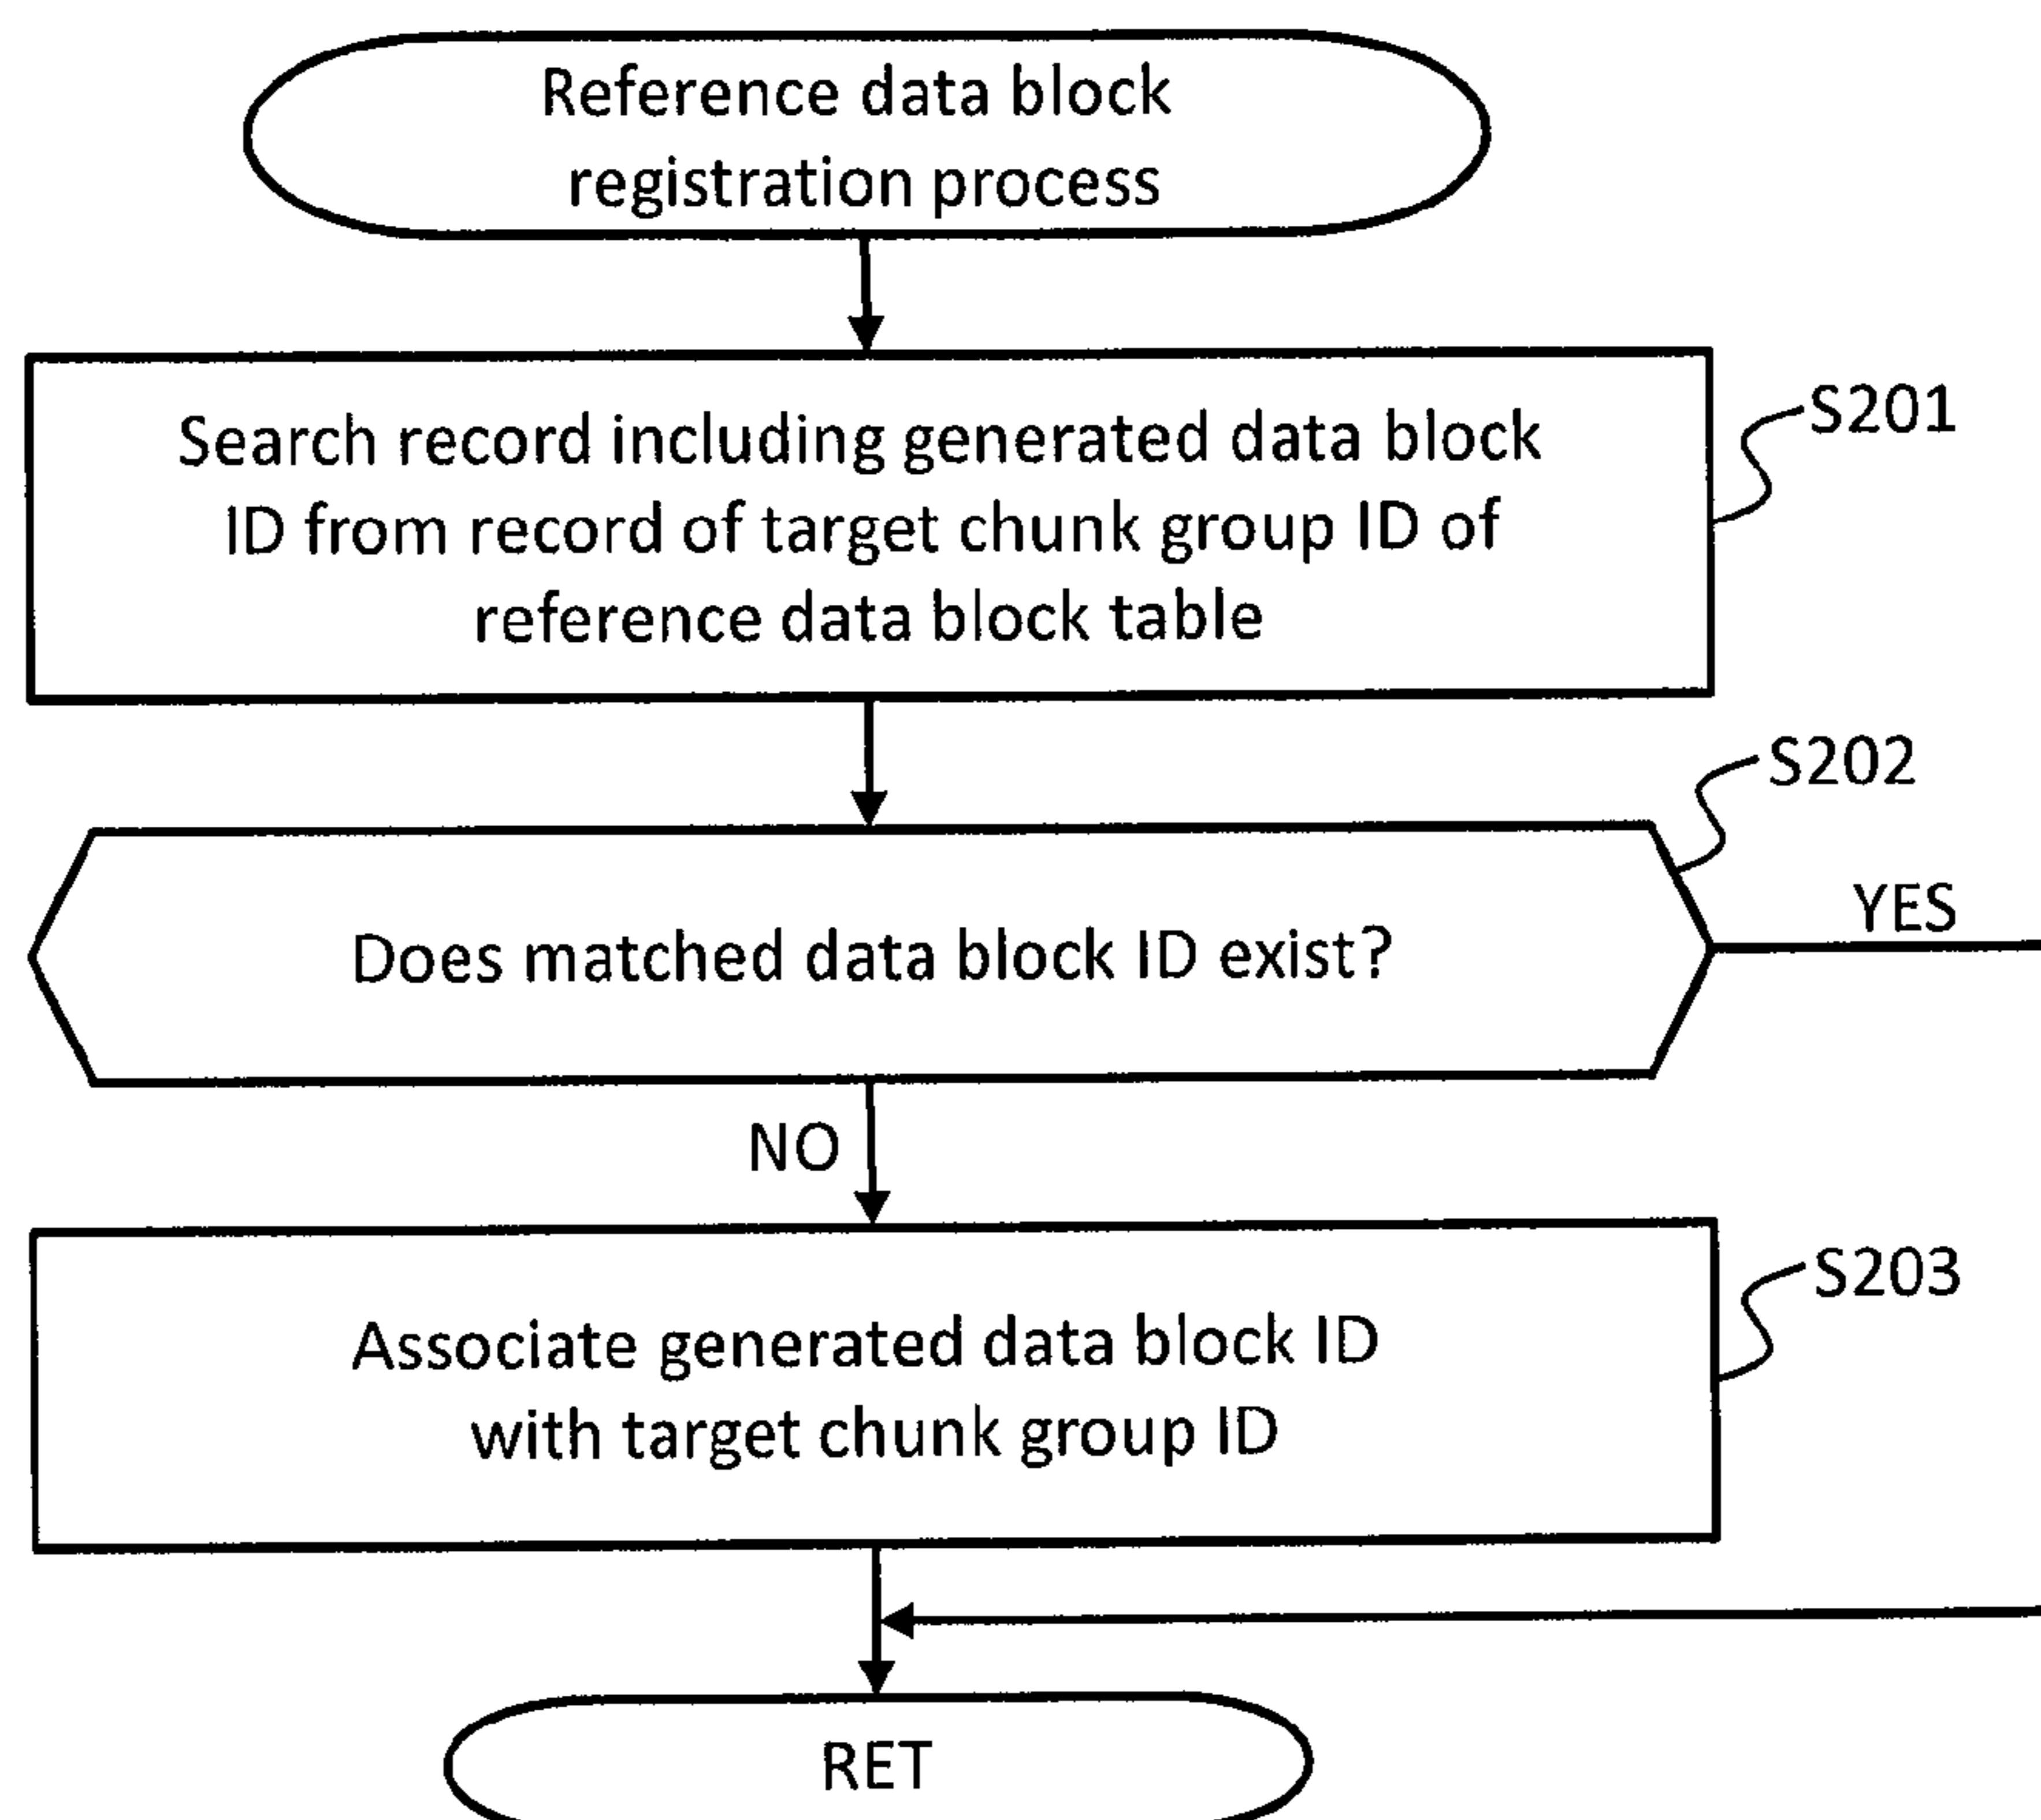 Reference data block
registration process
Search record including generated data block
ID from record of target chunk group ID of
reference data block table
S201
S202
Does matched data block ID exist?
YES
NO
Associate generated data block ID
with target chunk group ID
S203
RET